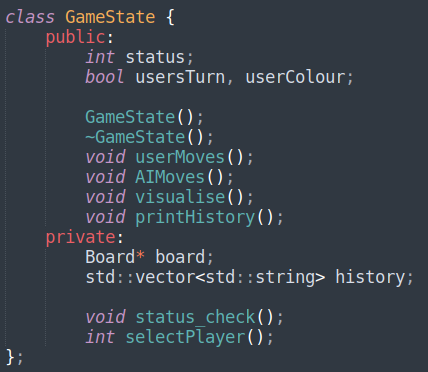 class GameState {
    public:
        int status;
        bool usersTurn, userColour;

        GameState();
        ~GameState();
        void userMoves();
        void AIMoves();
        void visualise();
        void printHistory();
    private:
        Board* board;
        std::vector<std::string> history;

        void status_check();
        int selectPlayer();
};